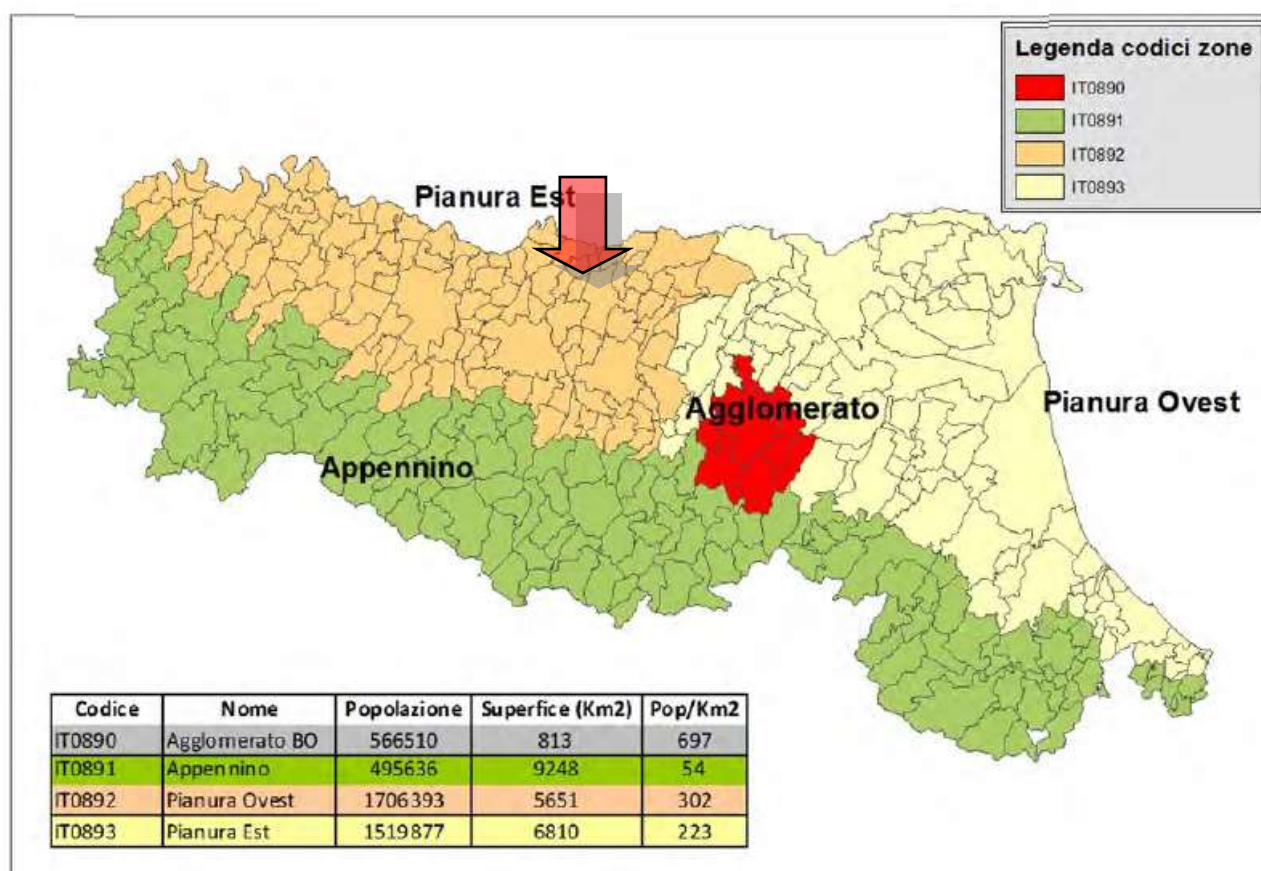 Legenda codici zone
IT0890
IT0891
IT0892
IT0893
Pianura Est
Agglomerato
Pianura Ovest
Appennino
Codice Nome Popolazione Superfice (Km2) Pop/Km2
IT0890 Agglomerato BO 566510 813 697
IT0891 Appennino 495636 9248 54
IT0892 Pianura Ovest 1706393 5651 302
IT0893 Pianura Est 1519877 6810 223